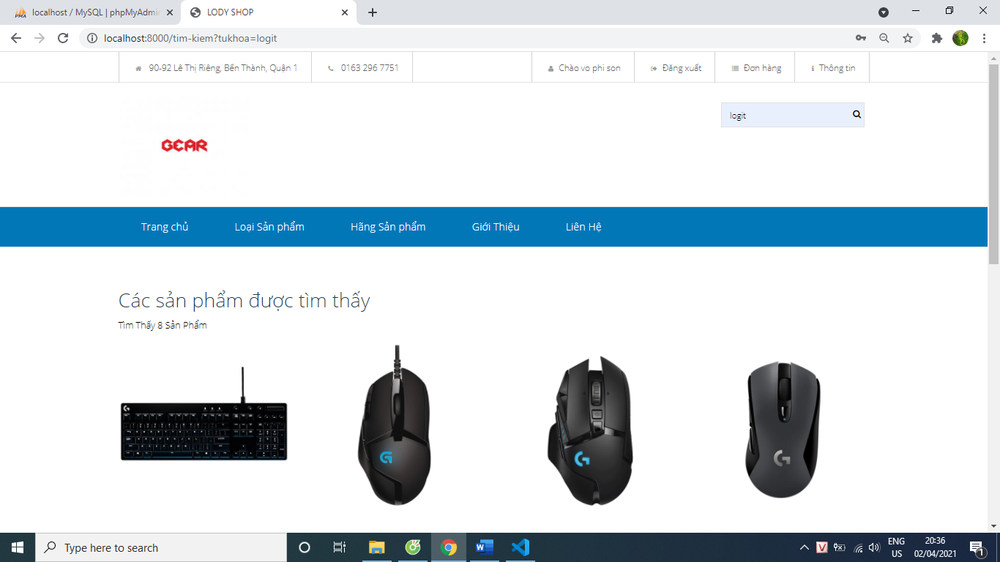 localhost / MySQL | phpMyAdmin
LODY SHOP
localhost:8000/tim-kiem?tukhoa=logit
90-92 Lê Thị Riêng, Bến Thành, Quận 1
0163 296 7751
Chào vo phi son
Đăng xuất
Đơn hàng
Thông tin
GEAR
logit
Trang chủ
Loại Sản phẩm
Hãng Sản phẩm
Giới Thiệu
Liên Hệ
Các sản phẩm được tìm thấy
Tìm Thấy 8 Sản Phẩm
Type here to search
ENG
US
20:36
02/04/2021
1